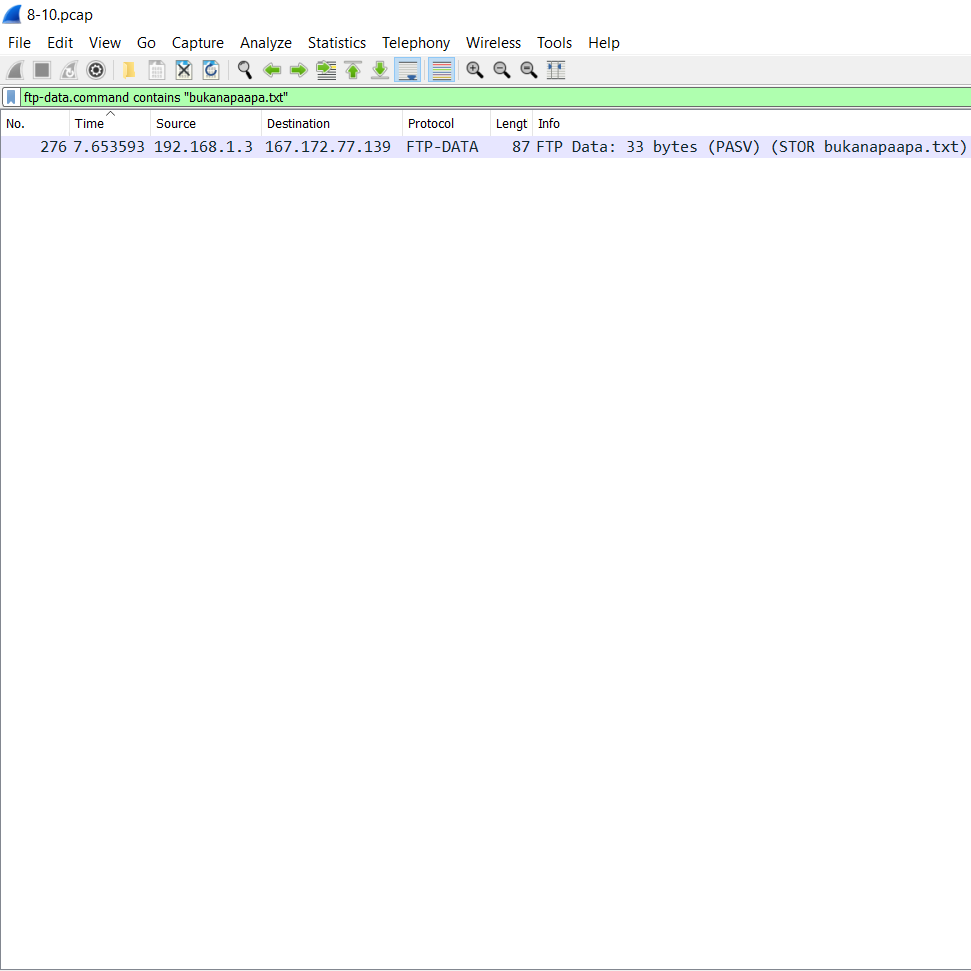 8-10.pcap
File Edit View Go Capture Analyze Statistics Telephony Wireless Tools Help
ftp-data.command contains "bukanapaapa.txt"
No. Time Source Destination Protocol Lengt Info
276 7.653593 192.168.1.3 167.172.77.139 FTP-DATA 87 FTP Data: 33 bytes (PASV) (STOR bukanapaapa.txt)